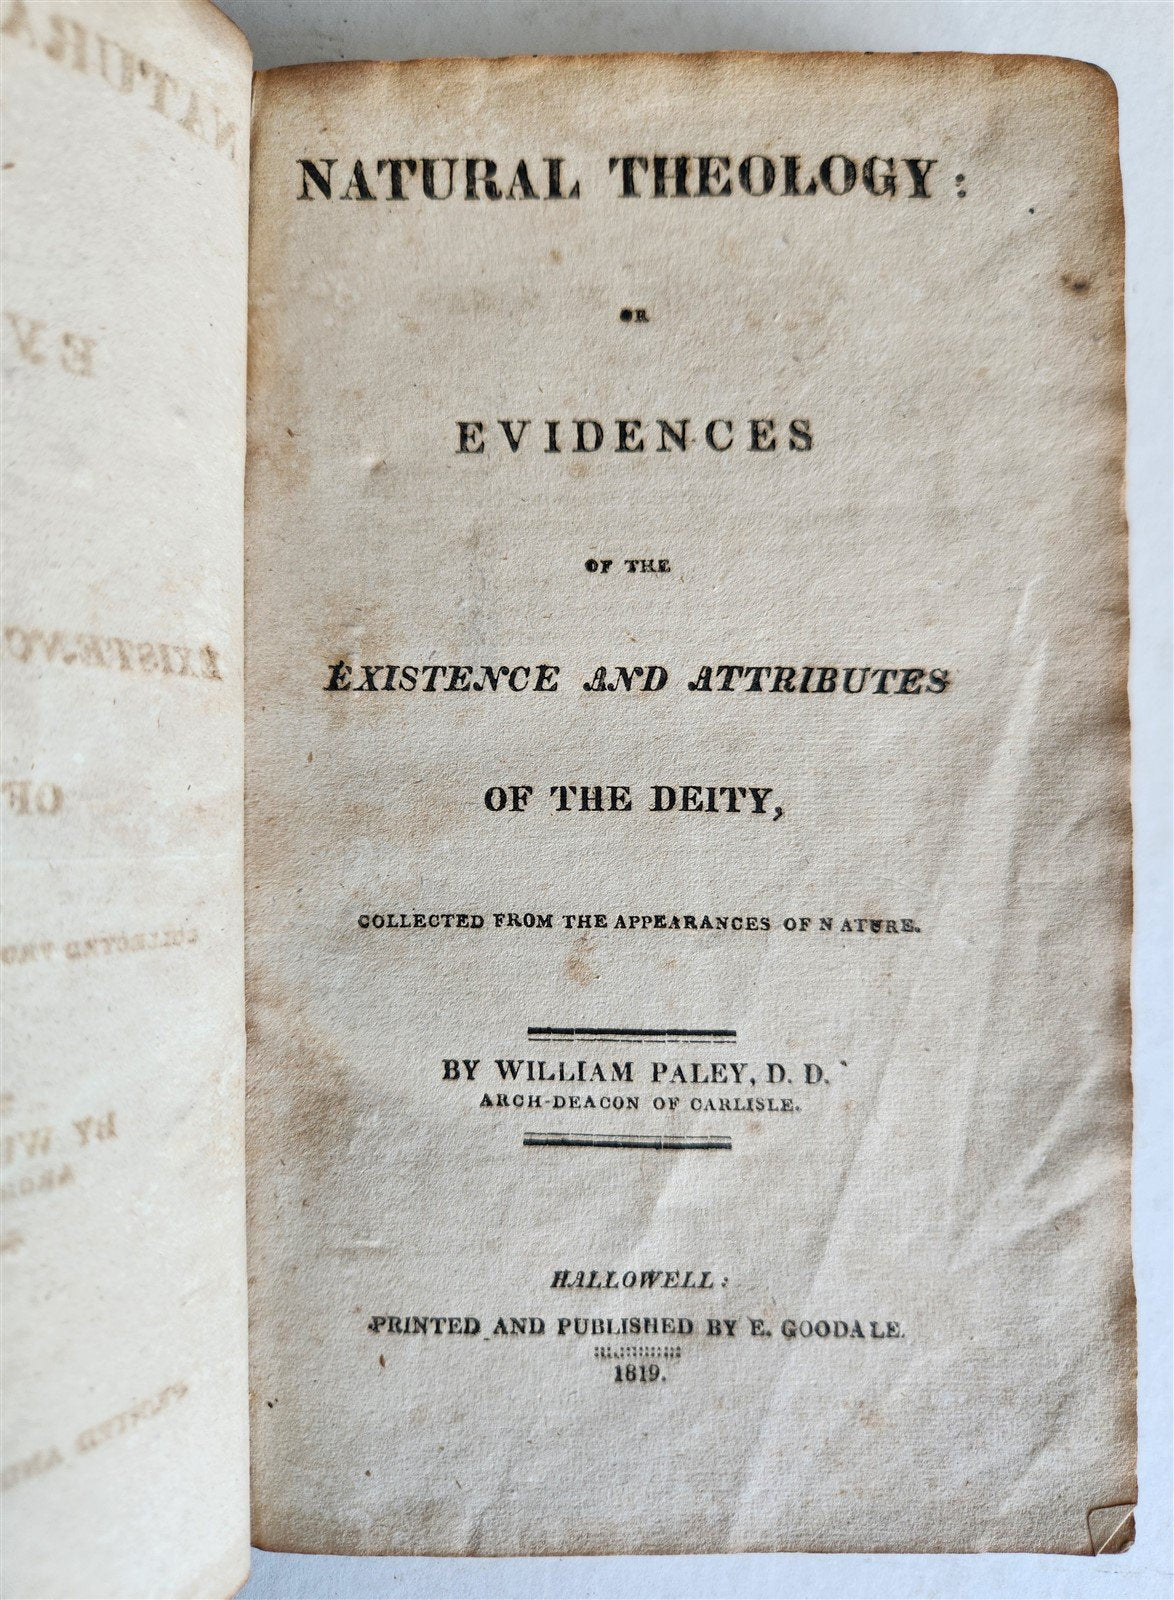 NATURAL THEOLOGY:
OR
EVIDENCES
OF THE
EXISTENCE AND ATTRIBUTES
OF THE DEITY,
COLLECTED FROM THE APPEARANCES OF NATURE.
BY WILLIAM PALEY, D. D.
ARCH-DEACON OF CARLISLE.
HALLOWELL:
PRINTED AND PUBLISHED BY E. GOODALE.
1819.